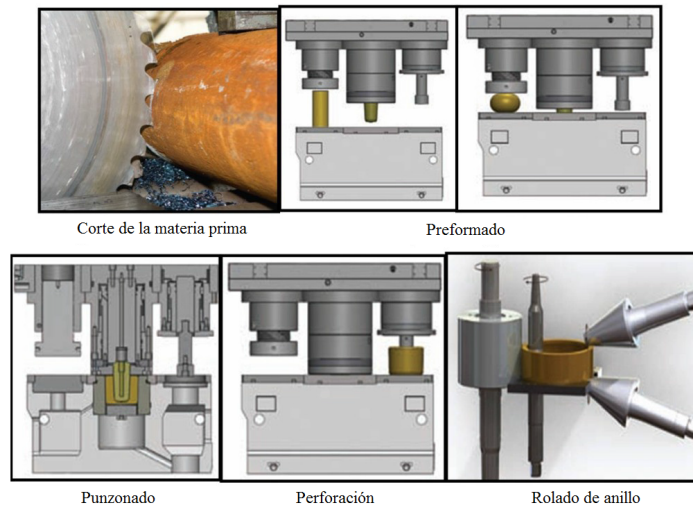 Corte de la materia prima
Preformado
Punzonado
Perforación
Rolado de anillo